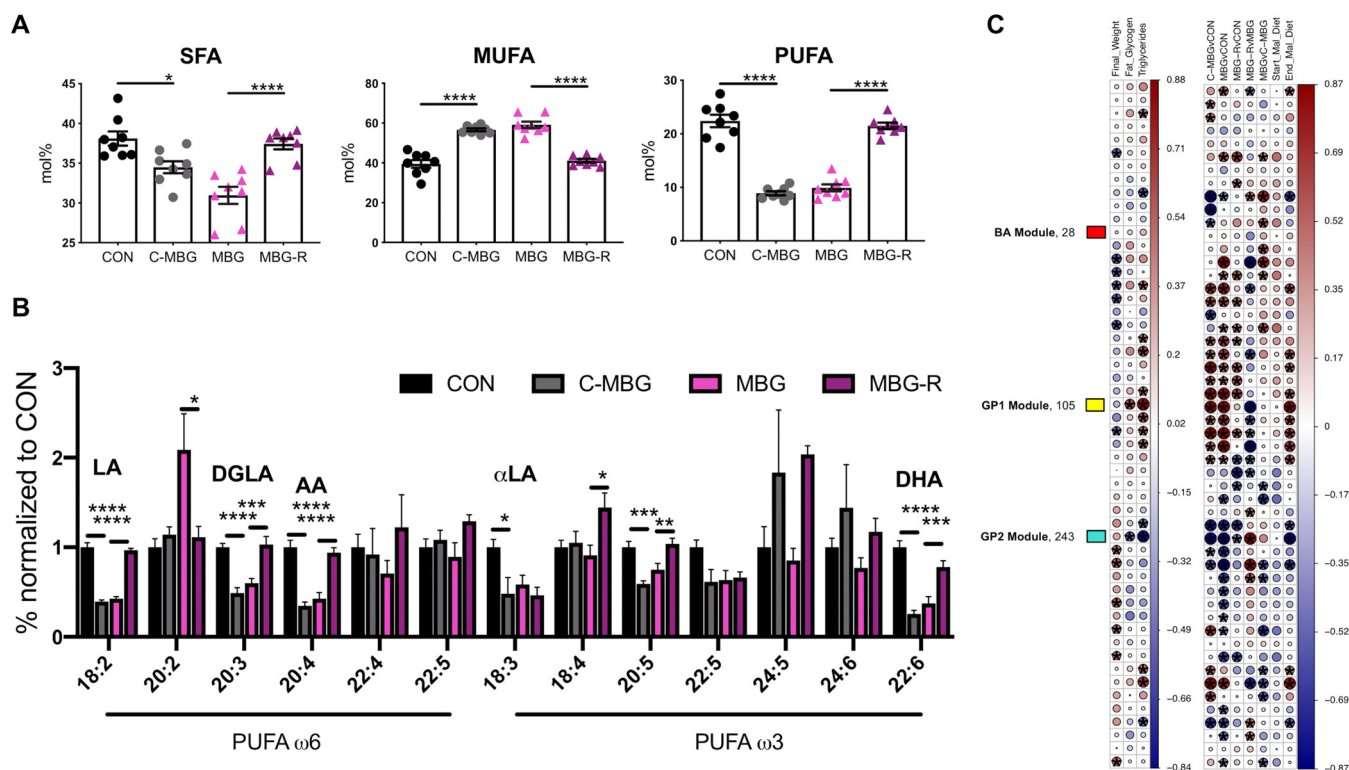 A
SFA
mol%
45
40
35
30
25
*
****
CON
C-MBG
MBG
MBG-R
MUFA
mol%
80
60
40
20
0
****
****
CON
C-MBG
MBG
MBG-R
PUFA
mol%
30
20
10
0
****
****
CON
C-MBG
MBG
MBG-R
B
% normalized to CON
3
2
1
0
CON
C-MBG
MBG
MBG-R
LA
****
****
*
DGLA
****
***
AA
****
****
αLA
*
*
***
**
DHA
****
***
18:2
20:2
20:3
20:4
22:4
22:5
18:3
18:4
20:5
22:5
24:5
24:6
22:6
PUFA ω6
PUFA ω3
C
Final_Weight
Fat_Glycogen
Triglycerides
C-MBGvCON
MBGvCON
MBG-RvCON
MBG-RvMBG
MBGvC-MBG
Start_Mal_Diet
End_Mal_Diet
BA Module, 28
GP1 Module, 105
GP2 Module, 243
0.88
0.71
0.54
0.37
0.2
0.02
−0.15
−0.32
−0.49
−0.66
−0.84
0.87
0.69
0.52
0.35
0.17
0
−0.17
−0.35
−0.52
−0.69
−0.87